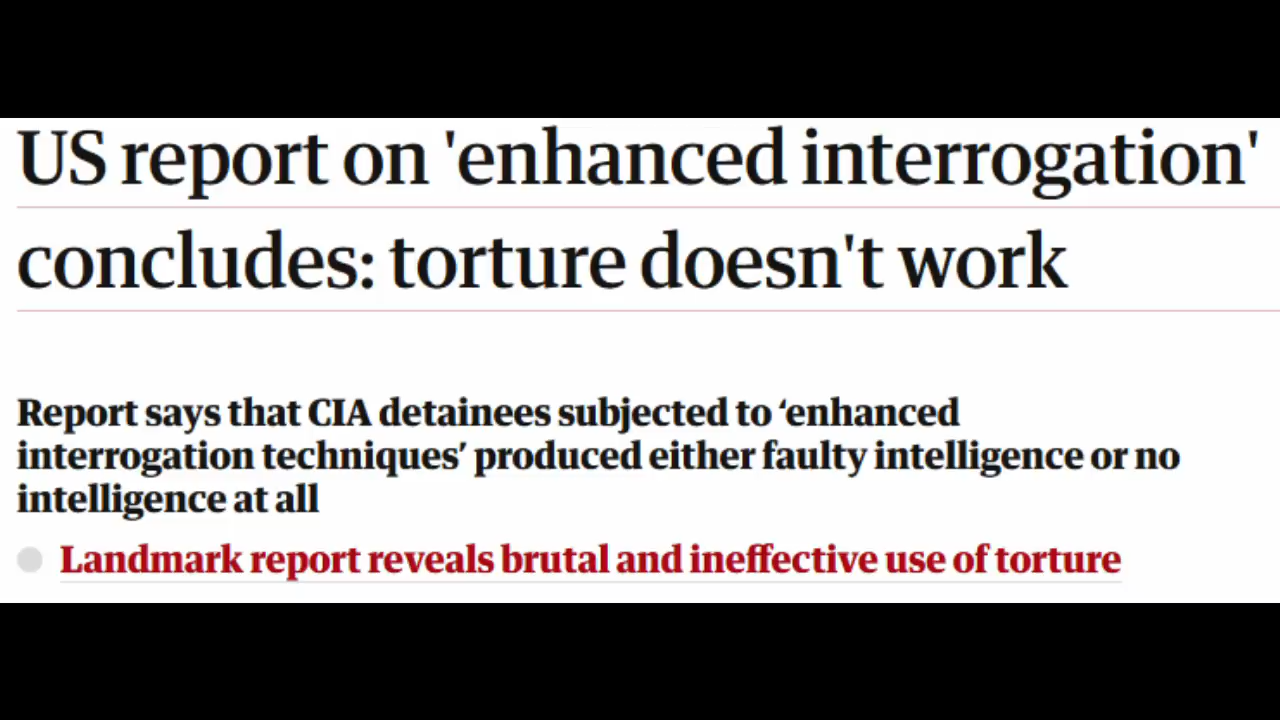 US report on 'enhanced interrogation'
concludes: torture doesn't work
Report says that CIA detainees subjected to ‘enhanced
interrogation techniques’ produced either faulty intelligence or no
intelligence at all
Landmark report reveals brutal and ineffective use of torture